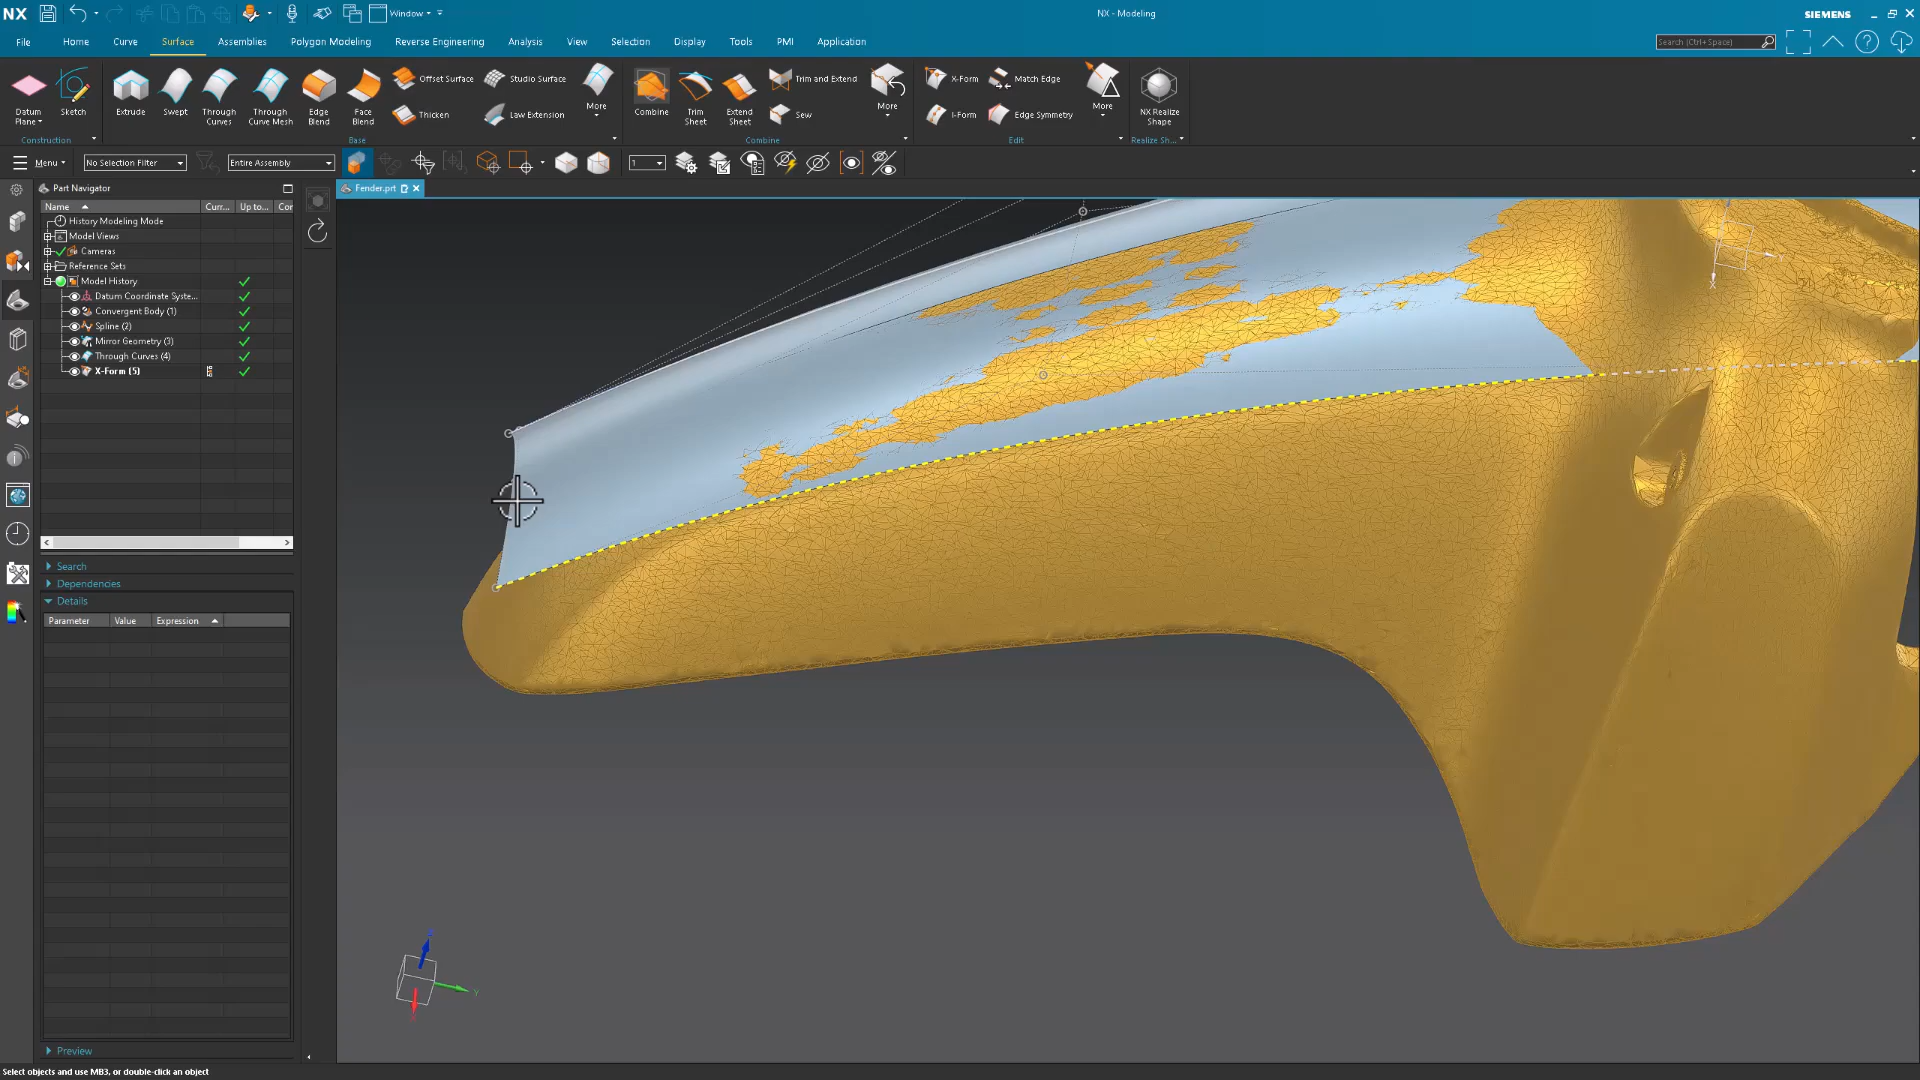 NX
Window
NX - Modeling
SIEMENS
File
Home
Curve
Surface
Assemblies
Polygon Modeling
Reverse Engineering
Analysis
View
Selection
Display
Tools
PMI
Application
Search (Ctrl+Space)
Datum Plane
Sketch
Extrude
Swept
Through Curves
Through Curve Mesh
Edge Blend
Face Blend
Offset Surface
Thicken
Studio Surface
Law Extension
More
Combine
Trim Sheet
Extend Sheet
Trim and Extend
Sew
More
X-Form
I-Form
Match Edge
Edge Symmetry
More
NX Realize Shape
Construction
Base
Combine
Edit
Realize Sh...
Menu
No Selection Filter
Entire Assembly
1
Part Navigator
Fender.prt
Name
Curr...
Up to...
Cor
History Modeling Mode
Model Views
Cameras
Reference Sets
Model History
Datum Coordinate Syste...
Convergent Body (1)
Spline (2)
Mirror Geometry (3)
Through Curves (4)
X-Form (5)
Search
Dependencies
Details
Parameter
Value
Expression
Preview
Y
X
Z
Y
X
Select objects and use MB3, or double-click an object